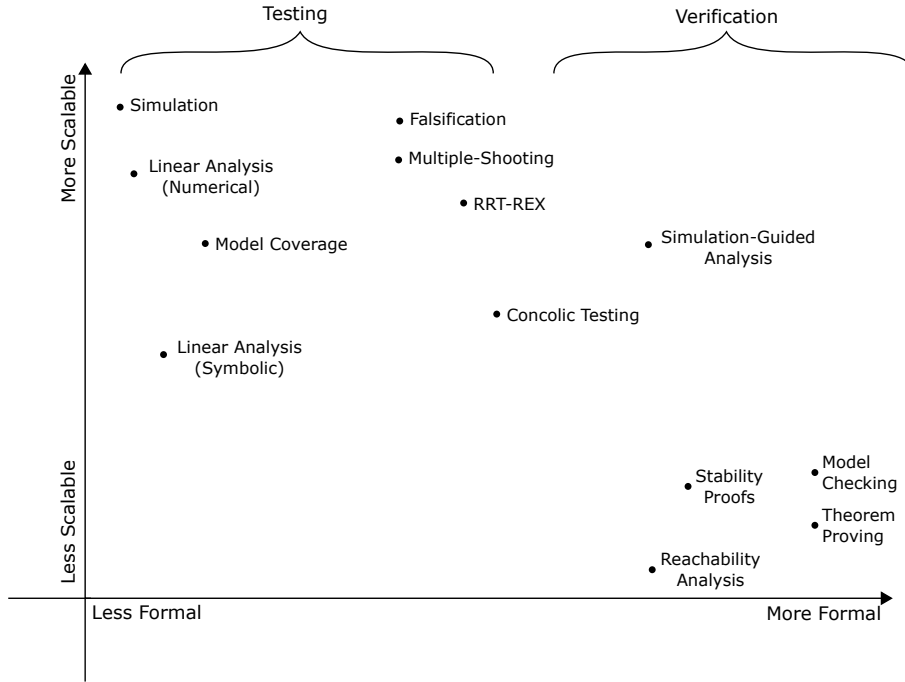 Testing
Verification
More Scalable
Less Scalable
Simulation
Falsification
Multiple-Shooting
Linear Analysis
(Numerical)
RRT-REX
Model Coverage
Simulation-Guided
Analysis
Concolic Testing
Linear Analysis
(Symbolic)
Stability
Proofs
Model
Checking
Theorem
Proving
Reachability
Analysis
Less Formal
More Formal